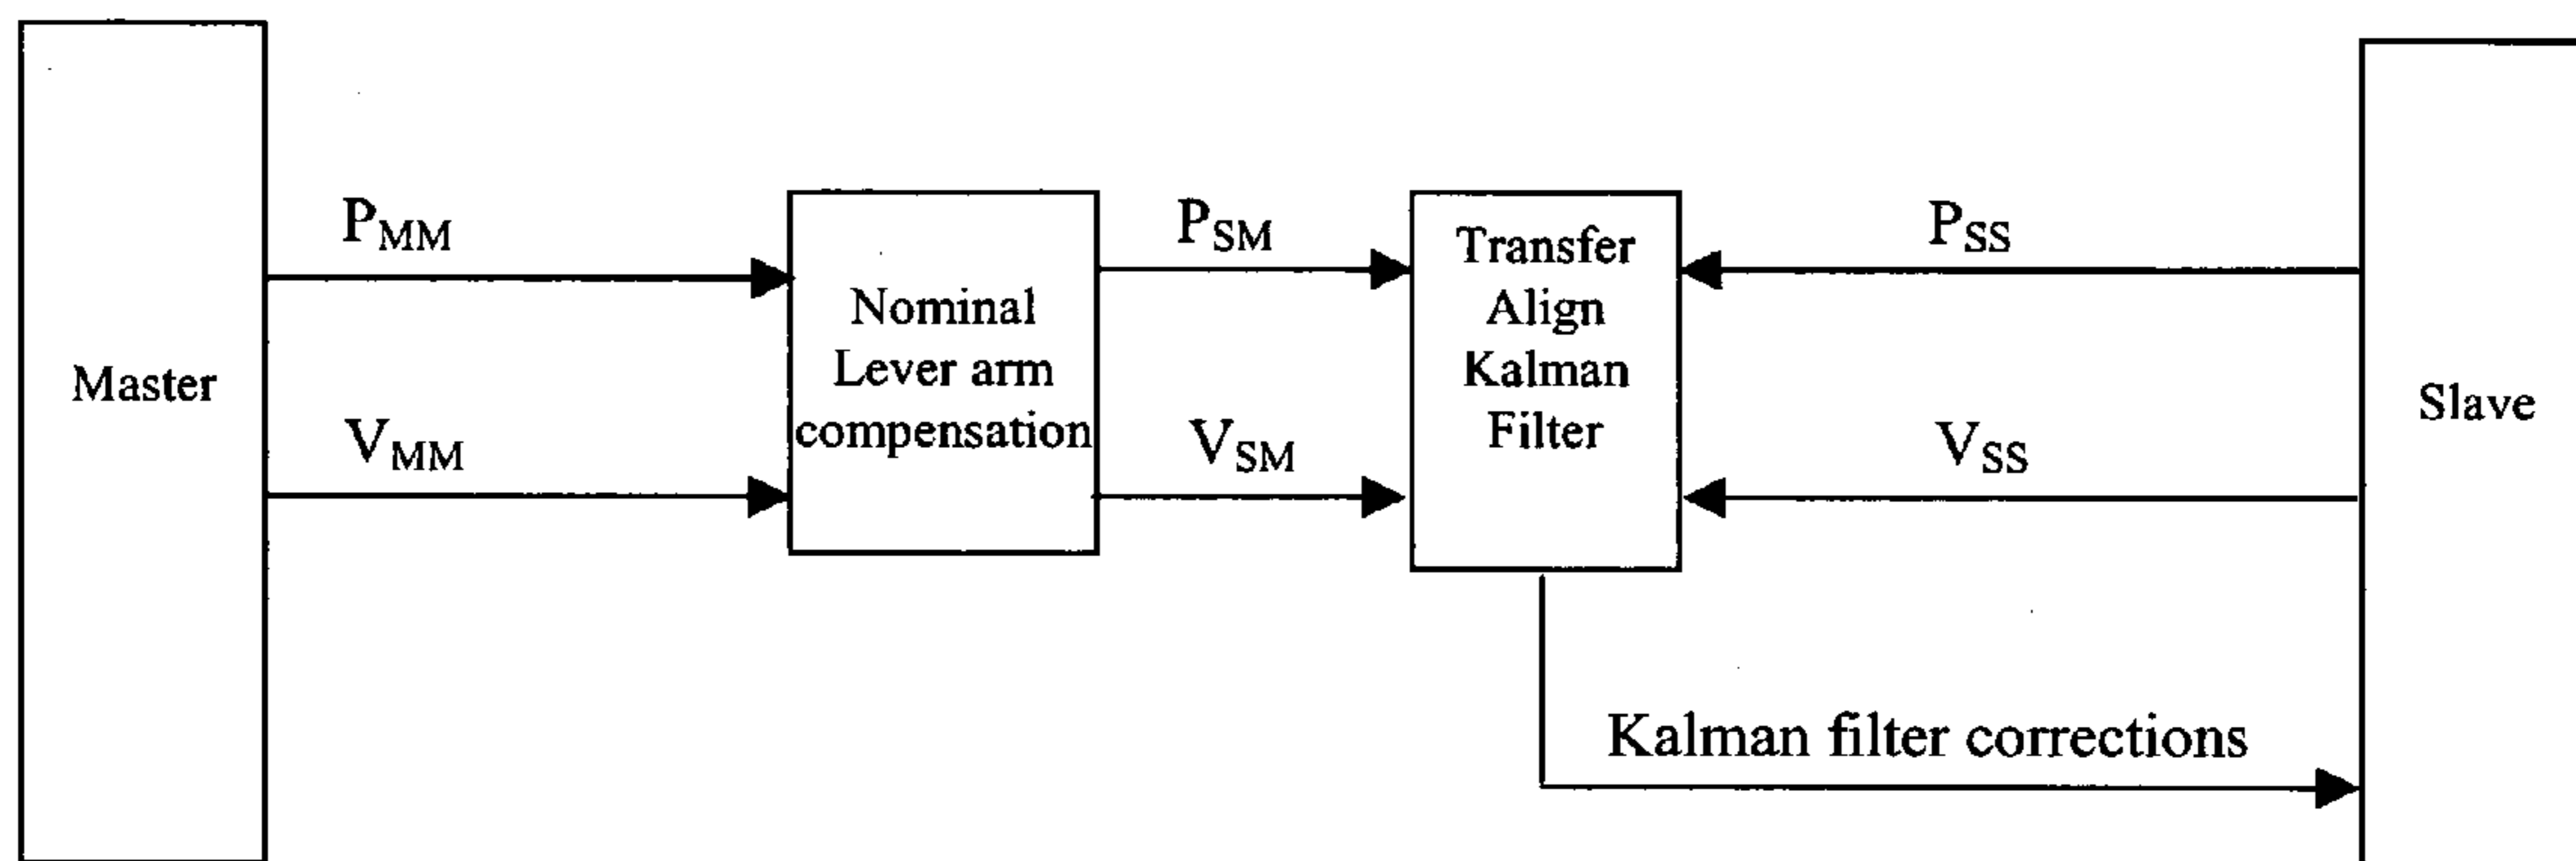 Master
P_MM
V_MM
Nominal
Lever arm
compensation
P_SM
V_SM
Transfer
Align
Kalman
Filter
P_SS
V_SS
Slave
Kalman filter corrections